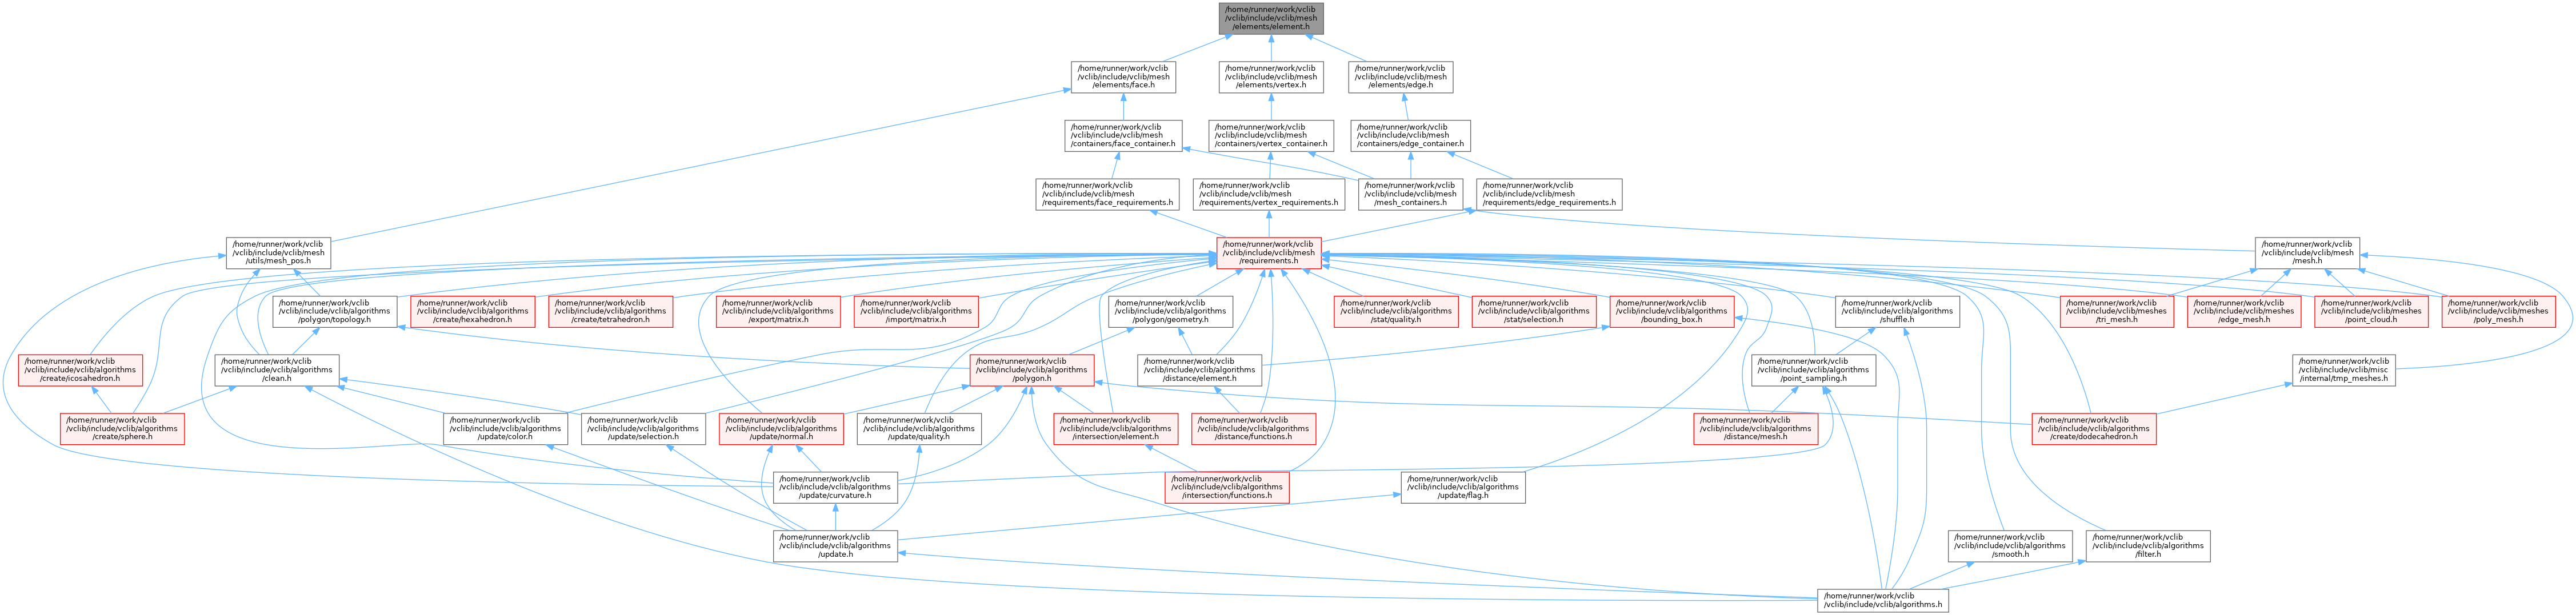 /home/runner/work/vclib
/vclib/include/vclib/mesh
/elements/element.h
/home/runner/work/vclib
/vclib/include/vclib/mesh
/elements/face.h
/home/runner/work/vclib
/vclib/include/vclib/mesh
/elements/vertex.h
/home/runner/work/vclib
/vclib/include/vclib/mesh
/elements/edge.h
/home/runner/work/vclib
/vclib/include/vclib/mesh
/containers/face_container.h
/home/runner/work/vclib
/vclib/include/vclib/mesh
/containers/vertex_container.h
/home/runner/work/vclib
/vclib/include/vclib/mesh
/containers/edge_container.h
/home/runner/work/vclib
/vclib/include/vclib/mesh
/requirements/face_requirements.h
/home/runner/work/vclib
/vclib/include/vclib/mesh
/requirements/vertex_requirements.h
/home/runner/work/vclib
/vclib/include/vclib/mesh
/mesh_containers.h
/home/runner/work/vclib
/vclib/include/vclib/mesh
/requirements/edge_requirements.h
/home/runner/work/vclib
/vclib/include/vclib/mesh
/utils/mesh_pos.h
/home/runner/work/vclib
/vclib/include/vclib/mesh
/requirements.h
/home/runner/work/vclib
/vclib/include/vclib/mesh
/mesh.h
/home/runner/work/vclib
/vclib/include/vclib/algorithms
/polygon/topology.h
/home/runner/work/vclib
/vclib/include/vclib/algorithms
/create/hexahedron.h
/home/runner/work/vclib
/vclib/include/vclib/algorithms
/create/tetrahedron.h
/home/runner/work/vclib
/vclib/include/vclib/algorithms
/export/matrix.h
/home/runner/work/vclib
/vclib/include/vclib/algorithms
/import/matrix.h
/home/runner/work/vclib
/vclib/include/vclib/algorithms
/polygon/geometry.h
/home/runner/work/vclib
/vclib/include/vclib/algorithms
/stat/quality.h
/home/runner/work/vclib
/vclib/include/vclib/algorithms
/stat/selection.h
/home/runner/work/vclib
/vclib/include/vclib/algorithms
/bounding_box.h
/home/runner/work/vclib
/vclib/include/vclib/algorithms
/shuffle.h
/home/runner/work/vclib
/vclib/include/vclib/meshes
/tri_mesh.h
/home/runner/work/vclib
/vclib/include/vclib/meshes
/edge_mesh.h
/home/runner/work/vclib
/vclib/include/vclib/meshes
/point_cloud.h
/home/runner/work/vclib
/vclib/include/vclib/meshes
/poly_mesh.h
/home/runner/work/vclib
/vclib/include/vclib/algorithms
/create/icosahedron.h
/home/runner/work/vclib
/vclib/include/vclib/algorithms
/clean.h
/home/runner/work/vclib
/vclib/include/vclib/algorithms
/polygon.h
/home/runner/work/vclib
/vclib/include/vclib/algorithms
/distance/element.h
/home/runner/work/vclib
/vclib/include/vclib/algorithms
/point_sampling.h
/home/runner/work/vclib
/vclib/include/vclib/misc
/internal/tmp_meshes.h
/home/runner/work/vclib
/vclib/include/vclib/algorithms
/create/sphere.h
/home/runner/work/vclib
/vclib/include/vclib/algorithms
/update/color.h
/home/runner/work/vclib
/vclib/include/vclib/algorithms
/update/selection.h
/home/runner/work/vclib
/vclib/include/vclib/algorithms
/update/normal.h
/home/runner/work/vclib
/vclib/include/vclib/algorithms
/update/quality.h
/home/runner/work/vclib
/vclib/include/vclib/algorithms
/intersection/element.h
/home/runner/work/vclib
/vclib/include/vclib/algorithms
/distance/functions.h
/home/runner/work/vclib
/vclib/include/vclib/algorithms
/distance/mesh.h
/home/runner/work/vclib
/vclib/include/vclib/algorithms
/create/dodecahedron.h
/home/runner/work/vclib
/vclib/include/vclib/algorithms
/update/curvature.h
/home/runner/work/vclib
/vclib/include/vclib/algorithms
/intersection/functions.h
/home/runner/work/vclib
/vclib/include/vclib/algorithms
/update/flag.h
/home/runner/work/vclib
/vclib/include/vclib/algorithms
/update.h
/home/runner/work/vclib
/vclib/include/vclib/algorithms
/smooth.h
/home/runner/work/vclib
/vclib/include/vclib/algorithms
/filter.h
/home/runner/work/vclib
/vclib/include/vclib/algorithms.h